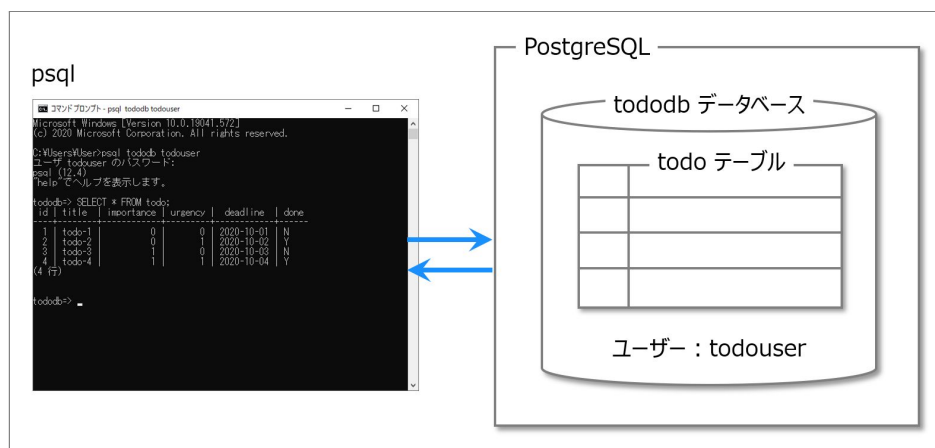 psql
コマンド プロンプト - psql tododb todouser
Microsoft Windows [Version 10.0.19041.572]
(c) 2020 Microsoft Corporation. All rights reserved.
C:¥Users¥User>psql tododb todouser
ユーザ todouser のパスワード:
psql (12.4)
"help"でヘルプを表示します。
tododb=> SELECT * FROM todo;
id | title | importance | urgency | deadline | done
----+--------+------------+---------+------------+------
1 | todo-1 | 0 | 0 | 2020-10-01 | N
2 | todo-2 | 0 | 1 | 2020-10-02 | Y
3 | todo-3 | 1 | 0 | 2020-10-03 | N
4 | todo-4 | 1 | 1 | 2020-10-04 | Y
(4 行)
tododb=> _
PostgreSQL
tododb データベース
todo テーブル
ユーザー：todouser